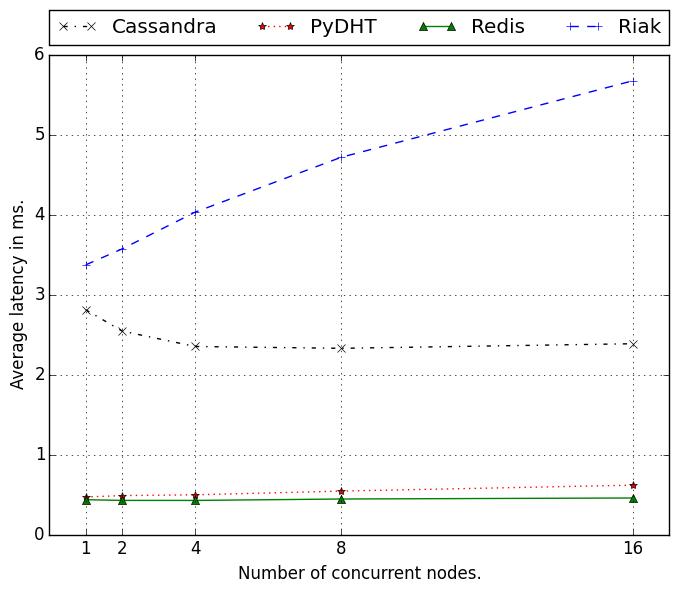 Cassandra PyDHT Redis Riak
6
5
4
3
2
1
0
Average latency in ms.
1 2 4 8 16
Number of concurrent nodes.